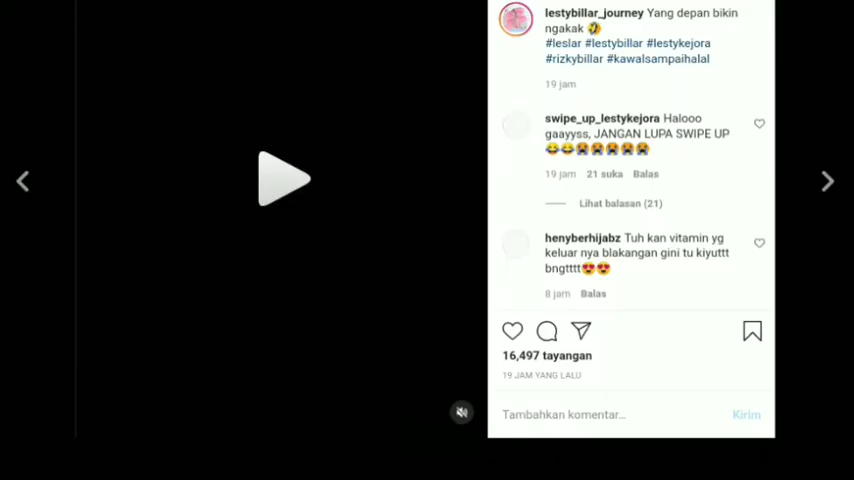 lestybillar_journey Yang depan bikin
ngakak 🤣
#leslar #lestybillar #lestykejora
#rizkybillar #kawalsampaihalal
19 jam
swipe_up_lestykejora Halooo
gaayyss, JANGAN LUPA SWIPE UP
😂😂😭😭😭😭😭
19 jam 21 suka Balas
Lihat balasan (21)
henyberhijabz Tuh kan vitamin yg
keluar nya blakangan gini tu kiyuttt
bngtttt😍😍
8 jam Balas
16,497 tayangan
19 JAM YANG LALU
Tambahkan komentar... Kirim